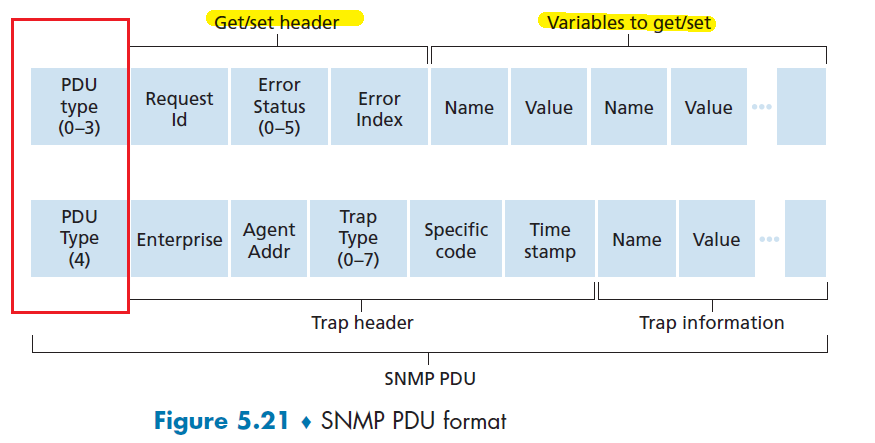 Get/set header
Variables to get/set
PDU
type
(0–3)
Request
Id
Error
Status
(0–5)
Error
Index
Name
Value
Name
Value
PDU
Type
(4)
Enterprise
Agent
Addr
Trap
Type
(0–7)
Specific
code
Time
stamp
Name
Value
Trap header
Trap information
SNMP PDU
Figure 5.21 ♦ SNMP PDU format